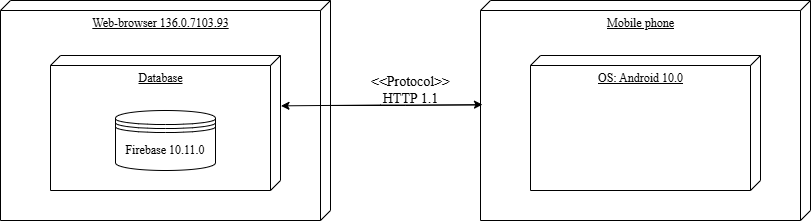 Web-browser 136.0.7103.93
Database
Firebase 10.11.0
<<Protocol>>
HTTP 1.1
Mobile phone
OS: Android 10.0